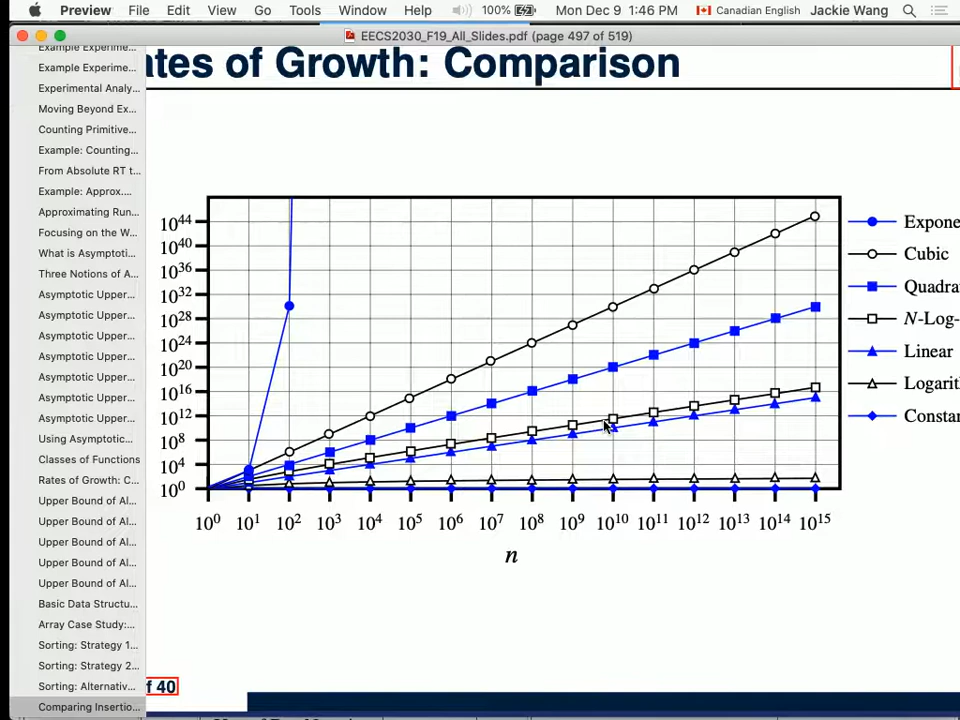 Preview File Edit View Go Tools Window Help 100% Mon Dec 9 1:46 PM Canadian English Jackie Wang
EECS2030_F19_All_Slides.pdf (page 497 of 519)
ates of Growth: Comparison
Example Experime...
Example Experime...
Experimental Analy...
Moving Beyond Ex...
Counting Primitive...
Example: Counting...
From Absolute RT t...
Example: Approx....
Approximating Run...
Focusing on the W...
What is Asymptoti...
Three Notions of A...
Asymptotic Upper...
Asymptotic Upper...
Asymptotic Upper...
Asymptotic Upper...
Asymptotic Upper...
Asymptotic Upper...
Asymptotic Upper...
Using Asymptotic...
Classes of Functions
Rates of Growth: C...
Upper Bound of Al...
Upper Bound of Al...
Upper Bound of Al...
Upper Bound of Al...
Upper Bound of Al...
Basic Data Structu...
Array Case Study:...
Sorting: Strategy 1...
Sorting: Strategy 2...
Sorting: Alternativ...
Comparing Insertio...
10^44
10^40
10^36
10^32
10^28
10^24
10^20
10^16
10^12
10^8
10^4
10^0
10^0 10^1 10^2 10^3 10^4 10^5 10^6 10^7 10^8 10^9 10^10 10^11 10^12 10^13 10^14 10^15
n
Expone
Cubic
Quadra
N-Log-
Linear
Logarit
Constan
of 40